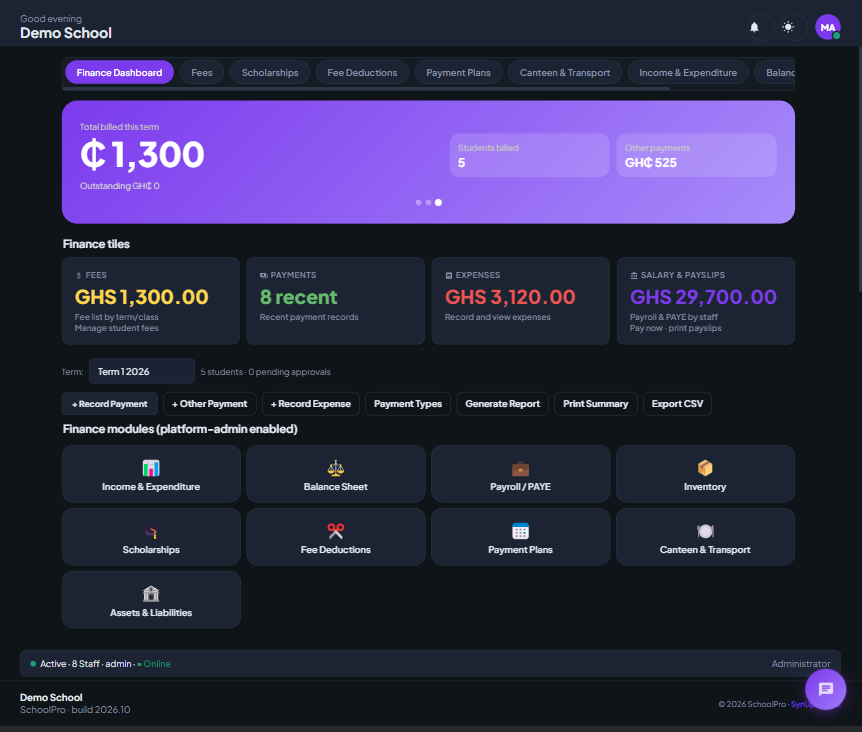 Good evening
Demo School
MA
Finance Dashboard Fees Scholarships Fee Deductions Payment Plans Canteen & Transport Income & Expenditure
Total billed this term
₵ 1,300
Outstanding GH₵ 0
Students billed
5
Other payments
GH₵ 525
Finance tiles
$ FEES
GHS 1,300.00
Fee list by term/class
Manage student fees
PAYMENTS
8 recent
Recent payment records
EXPENSES
GHS 3,120.00
Record and view expenses
SALARY & PAYSLIPS
GHS 29,700.00
Payroll & PAYE by staff
Pay now · print payslips
Term: Term 1 2026 5 students · 0 pending approvals
+ Record Payment + Other Payment + Record Expense Payment Types Generate Report Print Summary Export CSV
Finance modules (platform-admin enabled)
Income & Expenditure Balance Sheet Payroll / PAYE Inventory
Scholarships Fee Deductions Payment Plans Canteen & Transport
Assets & Liabilities
Active · 8 Staff · admin · Online Administrator
Demo School
SchoolPro · build 2026.10
© 2026 SchoolPro ·